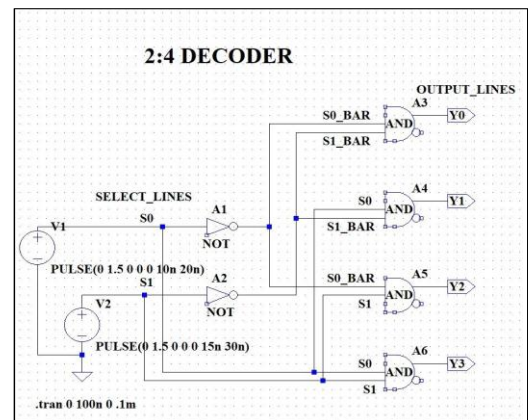 2:4 DECODER
OUTPUT_LINES
A3
S0_BAR
AND
Y0
S1_BAR
SELECT_LINES
A4
S0
AND
Y1
S1_BAR
V1
S0
A1
NOT
PULSE(0 1.5 0 0 0 10n 20n)
A5
S0_BAR
AND
Y2
S1
S1
A2
V2
NOT
PULSE(0 1.5 0 0 0 15n 30n)
A6
S0
AND
Y3
S1
.tran 0 100n 0 .1m